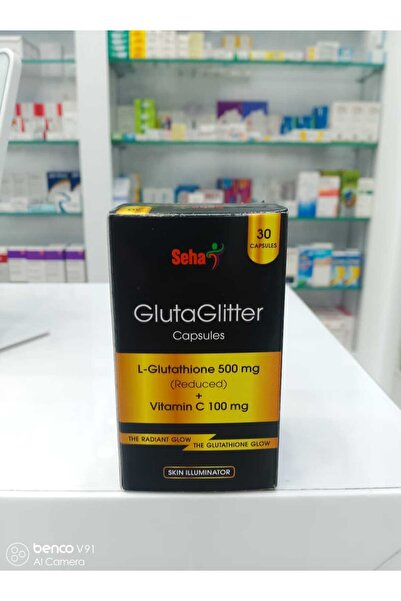 Seha
30
CAPSULES
GlutaGlitter
Capsules
L-Glutathione 500 mg
(Reduced)
+
Vitamin C 100 mg
THE RADIANT GLOW
THE GLUTATHIONE GLOW
SKIN ILLUMINATOR
benco V91
AI Camera